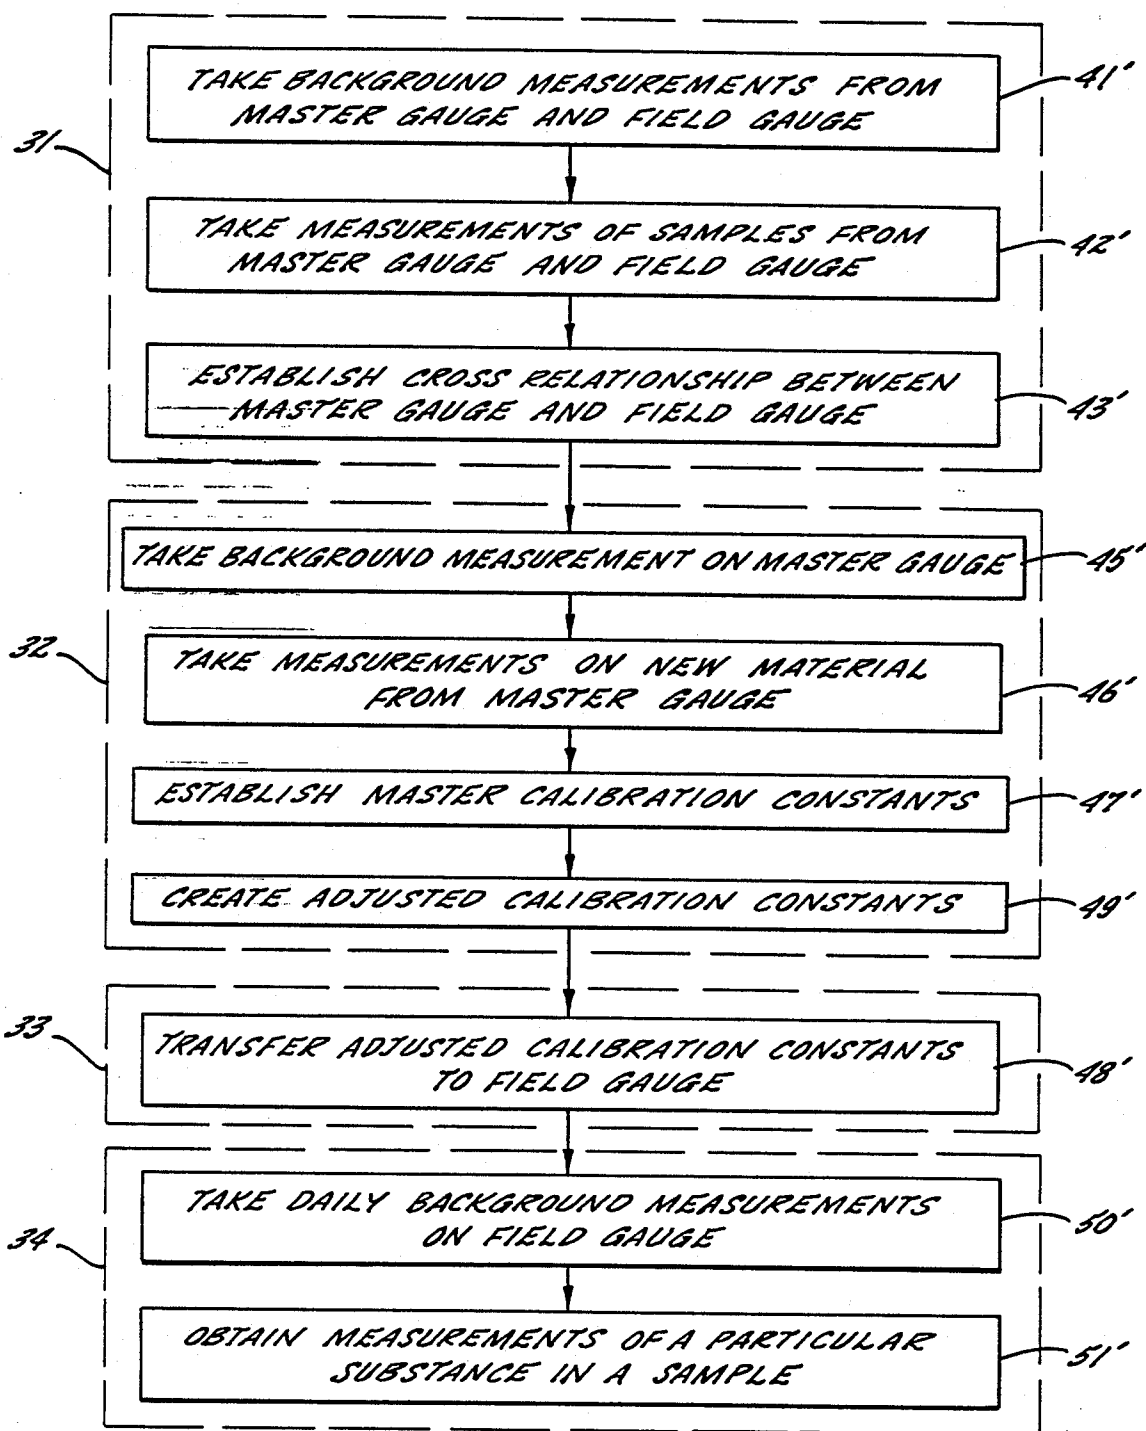 TAKE BACKGROUND MEASUREMENTS FROM
MASTER GAUGE AND FIELD GAUGE
41'
31
TAKE MEASUREMENTS OF SAMPLES FROM
MASTER GAUGE AND FIELD GAUGE
42'
ESTABLISH CROSS RELATIONSHIP BETWEEN
MASTER GAUGE AND FIELD GAUGE
43'
TAKE BACKGROUND MEASUREMENT ON MASTER GAUGE
45'
32
TAKE MEASUREMENTS ON NEW MATERIAL
FROM MASTER GAUGE
46'
ESTABLISH MASTER CALIBRATION CONSTANTS
47'
CREATE ADJUSTED CALIBRATION CONSTANTS
49'
33
TRANSFER ADJUSTED CALIBRATION CONSTANTS
TO FIELD GAUGE
48'
TAKE DAILY BACKGROUND MEASUREMENTS
ON FIELD GAUGE
50'
34
OBTAIN MEASUREMENTS OF A PARTICULAR
SUBSTANCE IN A SAMPLE
51'